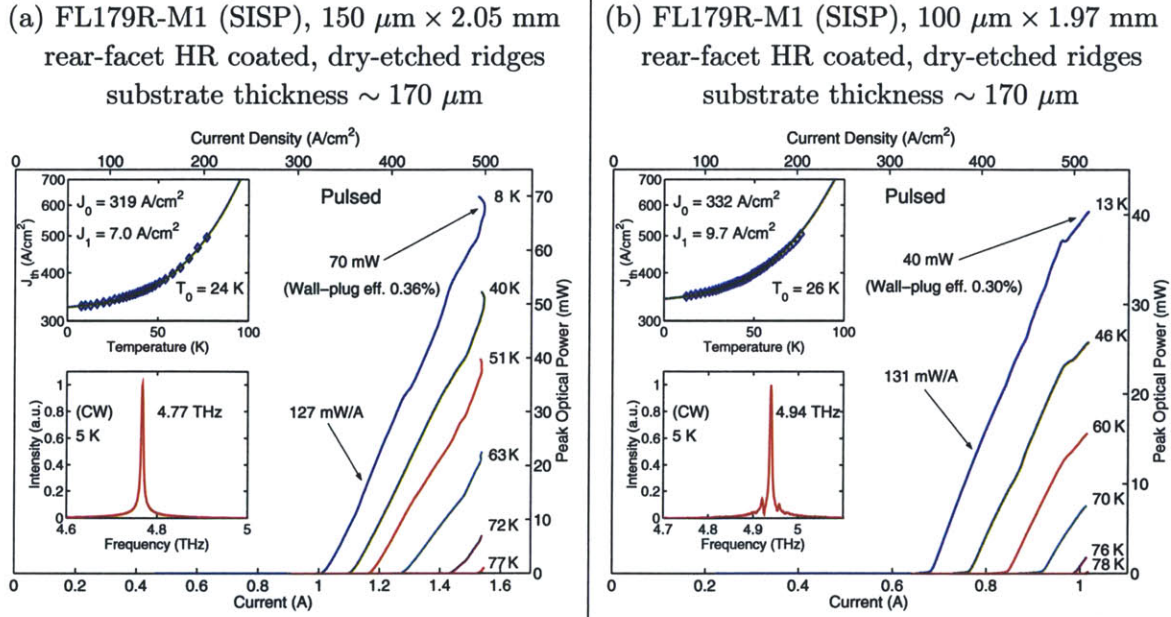 (a) FL179R-M1 (SISP), 150 μm × 2.05 mm
rear-facet HR coated, dry-etched ridges
substrate thickness ~ 170 μm
Current Density (A/cm²)
0 100 200 300 400 500
Pulsed
8 K
70 mW
(Wall–plug eff. 0.36%)
40 K
51 K
127 mW/A
63 K
72 K
77 K
70
60
50
40
30
20
10
0
Peak Optical Power (mW)
0 0.2 0.4 0.6 0.8 1.0 1.2 1.4 1.6
Current (A)
J_th (A/cm²)
700
600
500
400
300
J₀ = 319 A/cm²
J₁ = 7.0 A/cm²
T₀ = 24 K
0 50 100
Temperature (K)
Intensity (a.u.)
1
0.8
0.6
0.4
0.2
0
(CW)
5 K
4.77 THz
4.6 4.8 5
Frequency (THz)
(b) FL179R-M1 (SISP), 100 μm × 1.97 mm
rear-facet HR coated, dry-etched ridges
substrate thickness ~ 170 μm
Current Density (A/cm²)
0 100 200 300 400 500
Pulsed
13 K
40 mW
(Wall–plug eff. 0.30%)
46 K
131 mW/A
60 K
70 K
76 K
78 K
40
30
20
10
0
Peak Optical Power (mW)
0 0.2 0.4 0.6 0.8 1
Current (A)
J_th (A/cm²)
700
600
500
400
300
J₀ = 332 A/cm²
J₁ = 9.7 A/cm²
T₀ = 26 K
0 50 100
Temperature (K)
Intensity (a.u.)
1
0.8
0.6
0.4
0.2
0
(CW)
5 K
4.94 THz
4.7 4.8 4.9 5
Frequency (THz)